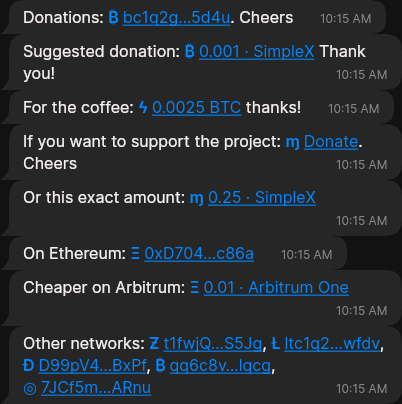 Donations: ₿ bc1q2g...5d4u. Cheers 10:15 AM
Suggested donation: ₿ 0.001 · SimpleX Thank
you! 10:15 AM
For the coffee: ϟ 0.0025 BTC thanks! 10:15 AM
If you want to support the project: ɱ Donate.
Cheers 10:15 AM
Or this exact amount: ɱ 0.25 · SimpleX
10:15 AM
On Ethereum: Ξ 0xD704...c86a 10:15 AM
Cheaper on Arbitrum: Ξ 0.01 · Arbitrum One
10:15 AM
Other networks: Ƶ t1fwjQ...S5Jq, Ł ltc1q2...wfdv,
Ð D99pV4...BxPf, Ƀ qq6c8v...lqcq,
◎ 7JCf5m...ARnu 10:15 AM